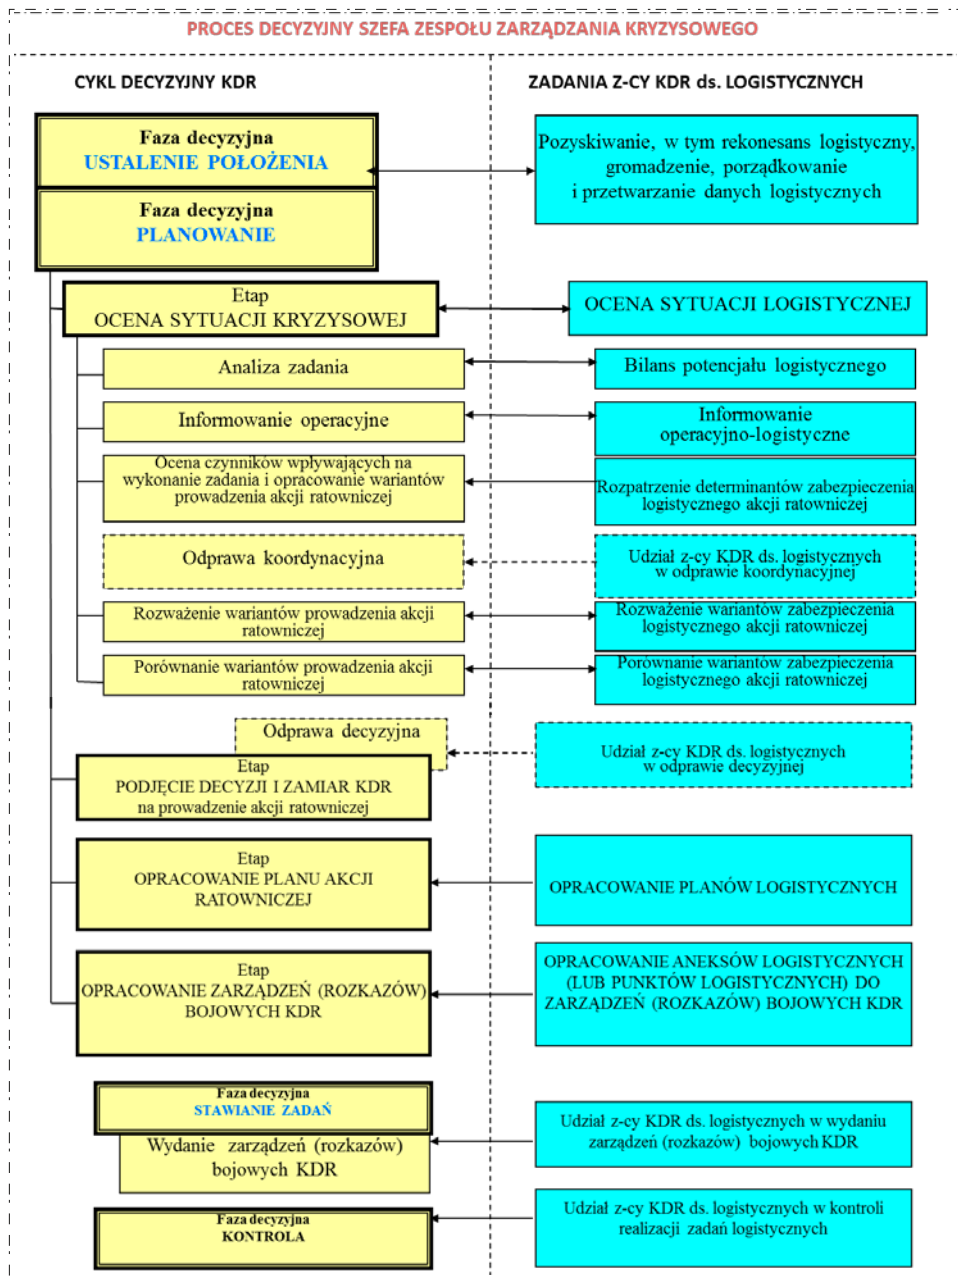 PROCES DECYZYJNY SZEFA ZESPOŁU ZARZĄDZANIA KRYZYSOWEGO
CYKL DECYZYJNY KDR
ZADANIA Z-CY KDR ds. LOGISTYCZNYCH
Faza decyzyjna
USTALENIE POŁOŻENIA
Pozyskiwanie, w tym rekonesans logistyczny,
gromadzenie, porządkowanie
i przetwarzanie danych logistycznych
Faza decyzyjna
PLANOWANIE
Etap
OCENA SYTUACJI KRYZYSOWEJ
OCENA SYTUACJI LOGISTYCZNEJ
Analiza zadania
Bilans potencjału logistycznego
Informowanie operacyjne
Informowanie
operacyjno-logistyczne
Ocena czynników wpływających na
wykonanie zadania i opracowanie wariantów
prowadzenia akcji ratowniczej
Rozpatrzenie determinantów zabezpieczenia
logistycznego akcji ratowniczej
Odprawa koordynacyjna
Udział z-cy KDR ds. logistycznych
w odprawie koordynacyjnej
Rozważenie wariantów prowadzenia akcji
ratowniczej
Rozważenie wariantów zabezpieczenia
logistycznego akcji ratowniczej
Porównanie wariantów prowadzenia akcji
ratowniczej
Porównanie wariantów zabezpieczenia
logistycznego akcji ratowniczej
Odprawa decyzyjna
Udział z-cy KDR ds. logistycznych
w odprawie decyzyjnej
Etap
PODJĘCIE DECYZJI I ZAMIAR KDR
na prowadzenie akcji ratowniczej
Etap
OPRACOWANIE PLANU AKCJI
RATOWNICZEJ
OPRACOWANIE PLANÓW LOGISTYCZNYCH
Etap
OPRACOWANIE ZARZĄDZEŃ (ROZKAZÓW)
BOJOWYCH KDR
OPRACOWANIE ANEKSÓW LOGISTYCZNYCH
(LUB PUNKTÓW LOGISTYCZNYCH) DO
ZARZĄDZEŃ (ROZKAZÓW) BOJOWYCH KDR
Faza decyzyjna
STAWIANIE ZADAŃ
Wydanie zarządzeń (rozkazów)
bojowych KDR
Udział z-cy KDR ds. logistycznych w wydaniu
zarządzeń (rozkazów) bojowych KDR
Faza decyzyjna
KONTROLA
Udział z-cy KDR ds. logistycznych w kontroli
realizacji zadań logistycznych